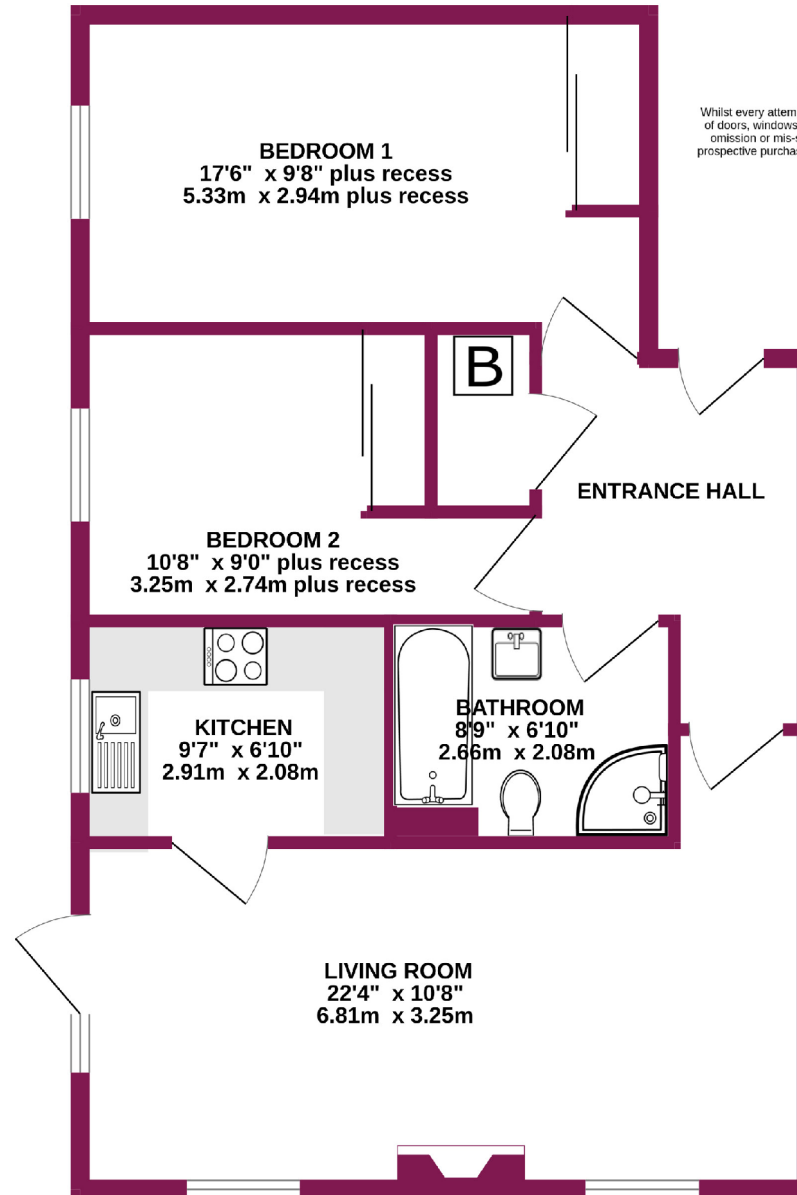 Whilst every attem
of doors, windows
omission or mis-s
prospective purchas
BEDROOM 1
17'6" x 9'8" plus recess
5.33m x 2.94m plus recess
B
ENTRANCE HALL
BEDROOM 2
10'8" x 9'0" plus recess
3.25m x 2.74m plus recess
KITCHEN
9'7" x 6'10"
2.91m x 2.08m
BATHROOM
8'9" x 6'10"
2.66m x 2.08m
LIVING ROOM
22'4" x 10'8"
6.81m x 3.25m